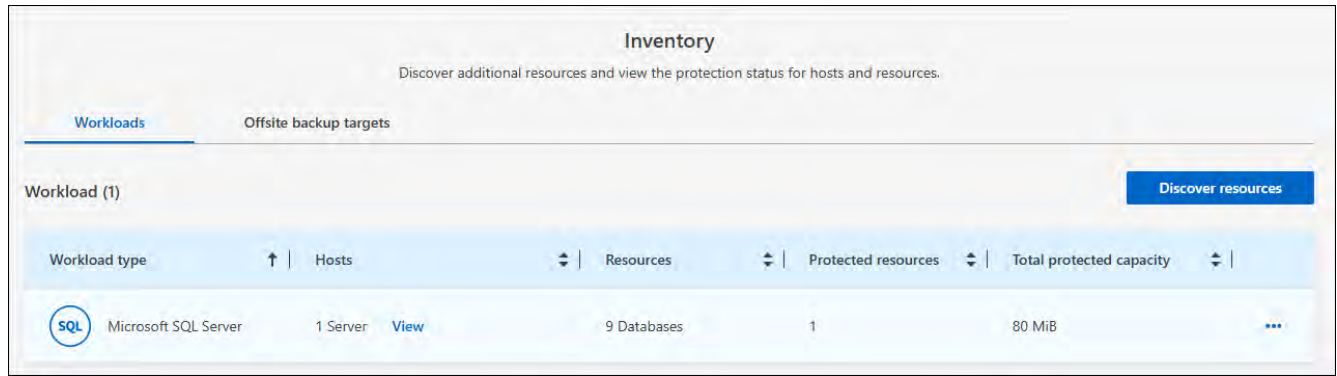 Inventory
Discover additional resources and view the protection status for hosts and resources.
Workloads Offsite backup targets
Workload (1) Discover resources
Workload type Hosts Resources Protected resources Total protected capacity
SQL Microsoft SQL Server 1 Server View 9 Databases 1 80 MiB